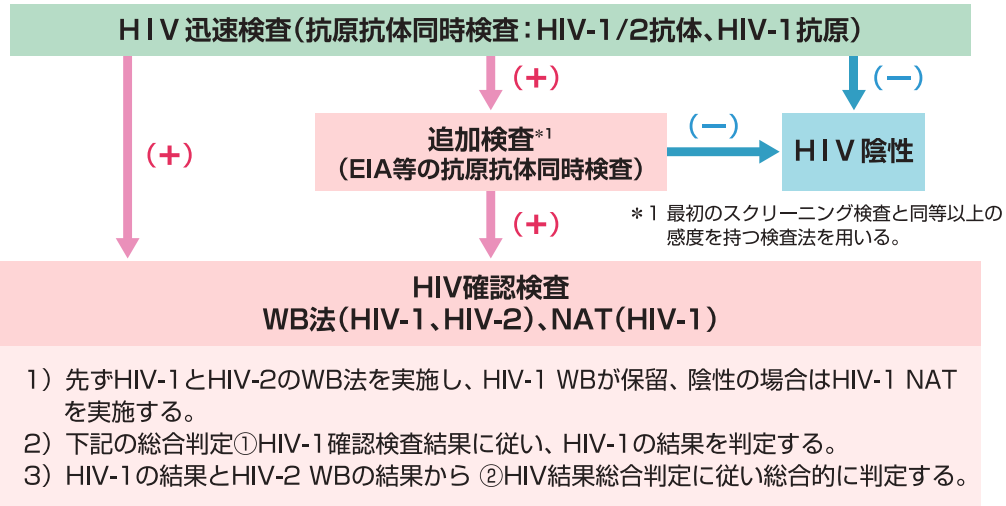 HIV迅速検査(抗原抗体同時検査:HIV-1/2抗体、HIV-1抗原)
(+)
(−)
(+)
追加検査*1
(EIA等の抗原抗体同時検査)
(−)
HIV陰性
*1 最初のスクリーニング検査と同等以上の
感度を持つ検査法を用いる。
(+)
HIV確認検査
WB法(HIV-1、HIV-2)、NAT(HIV-1)
1)先ずHIV-1とHIV-2のWB法を実施し、HIV-1 WBが保留、陰性の場合はHIV-1 NAT
を実施する。
2)下記の総合判定①HIV-1確認検査結果に従い、HIV-1の結果を判定する。
3)HIV-1の結果とHIV-2 WBの結果から ②HIV結果総合判定に従い総合的に判定する。